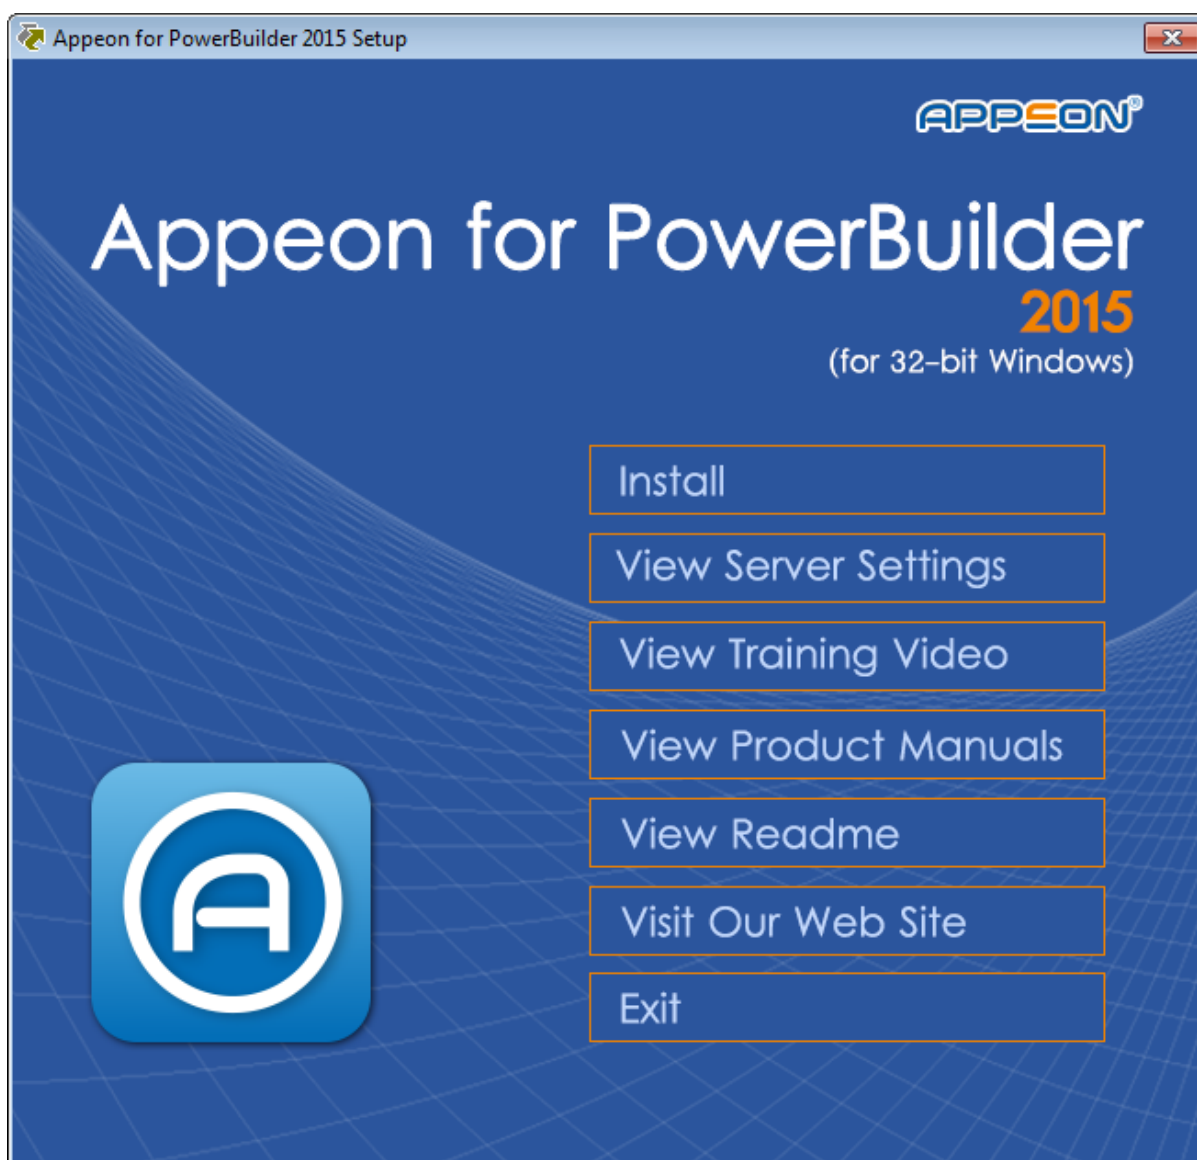 Appeon for PowerBuilder 2015 Setup
APPEON®
Appeon for PowerBuilder
2015
(for 32-bit Windows)
Install
View Server Settings
View Training Video
View Product Manuals
View Readme
Visit Our Web Site
Exit